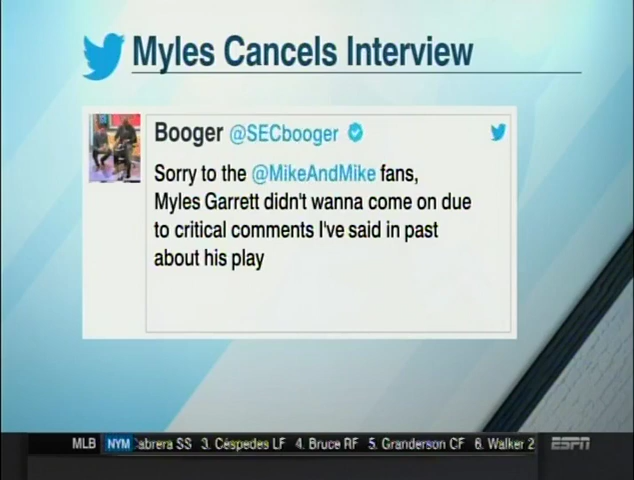 Myles Cancels Interview
Booger @SECbooger
Sorry to the @MikeAndMike fans,
Myles Garrett didn't wanna come on due
to critical comments I've said in past
about his play
MLB NYM abrera SS 3. Céspedes LF 4. Bruce RF 5. Granderson CF 6. Walker 2 ESPN